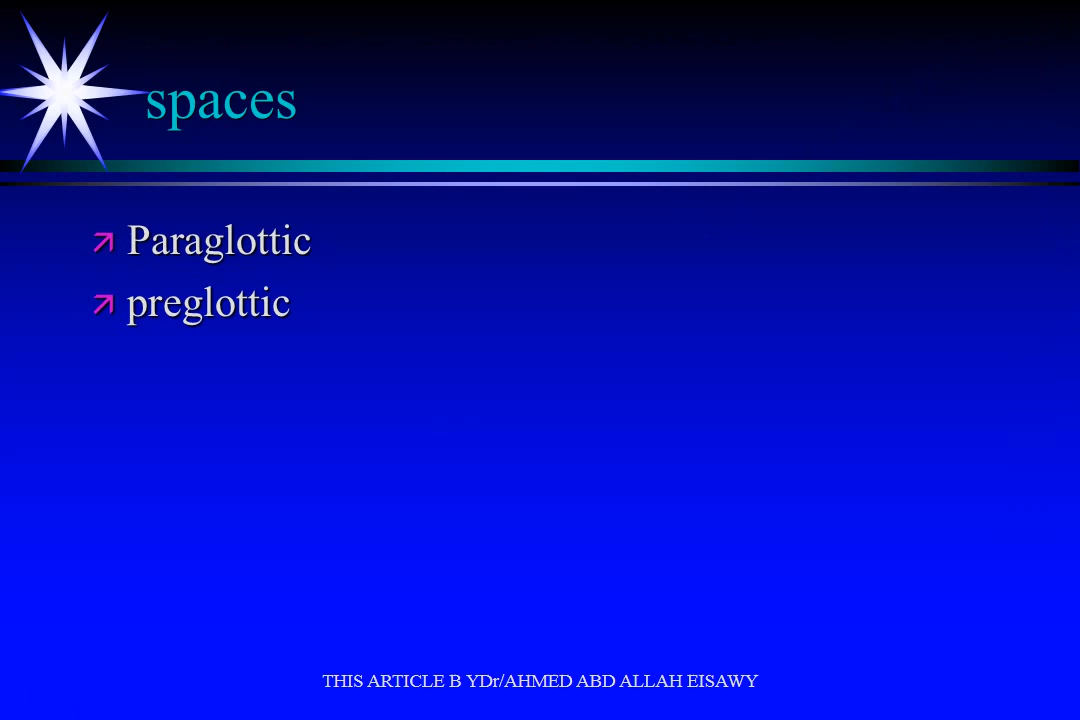 spaces
Paraglottic
preglottic
THIS ARTICLE B YDr/AHMED ABD ALLAH EISAWY